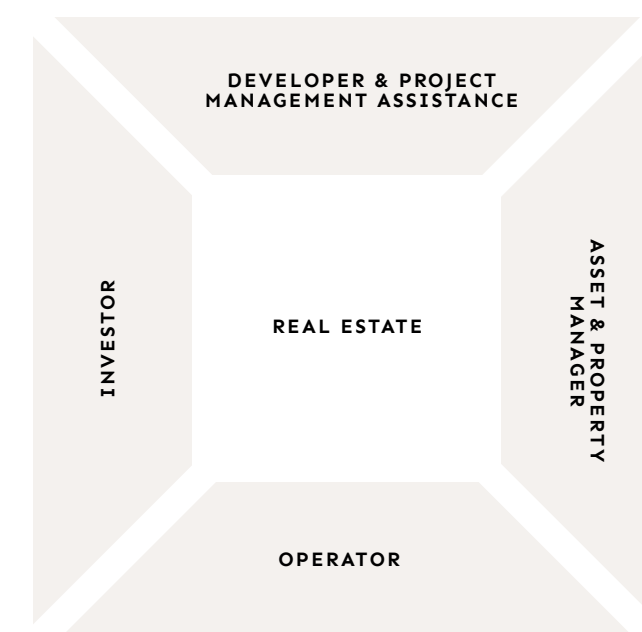 DEVELOPER & PROJECT
MANAGEMENT ASSISTANCE
INVESTOR
REAL ESTATE
ASSET & PROPERTY
MANAGER
OPERATOR